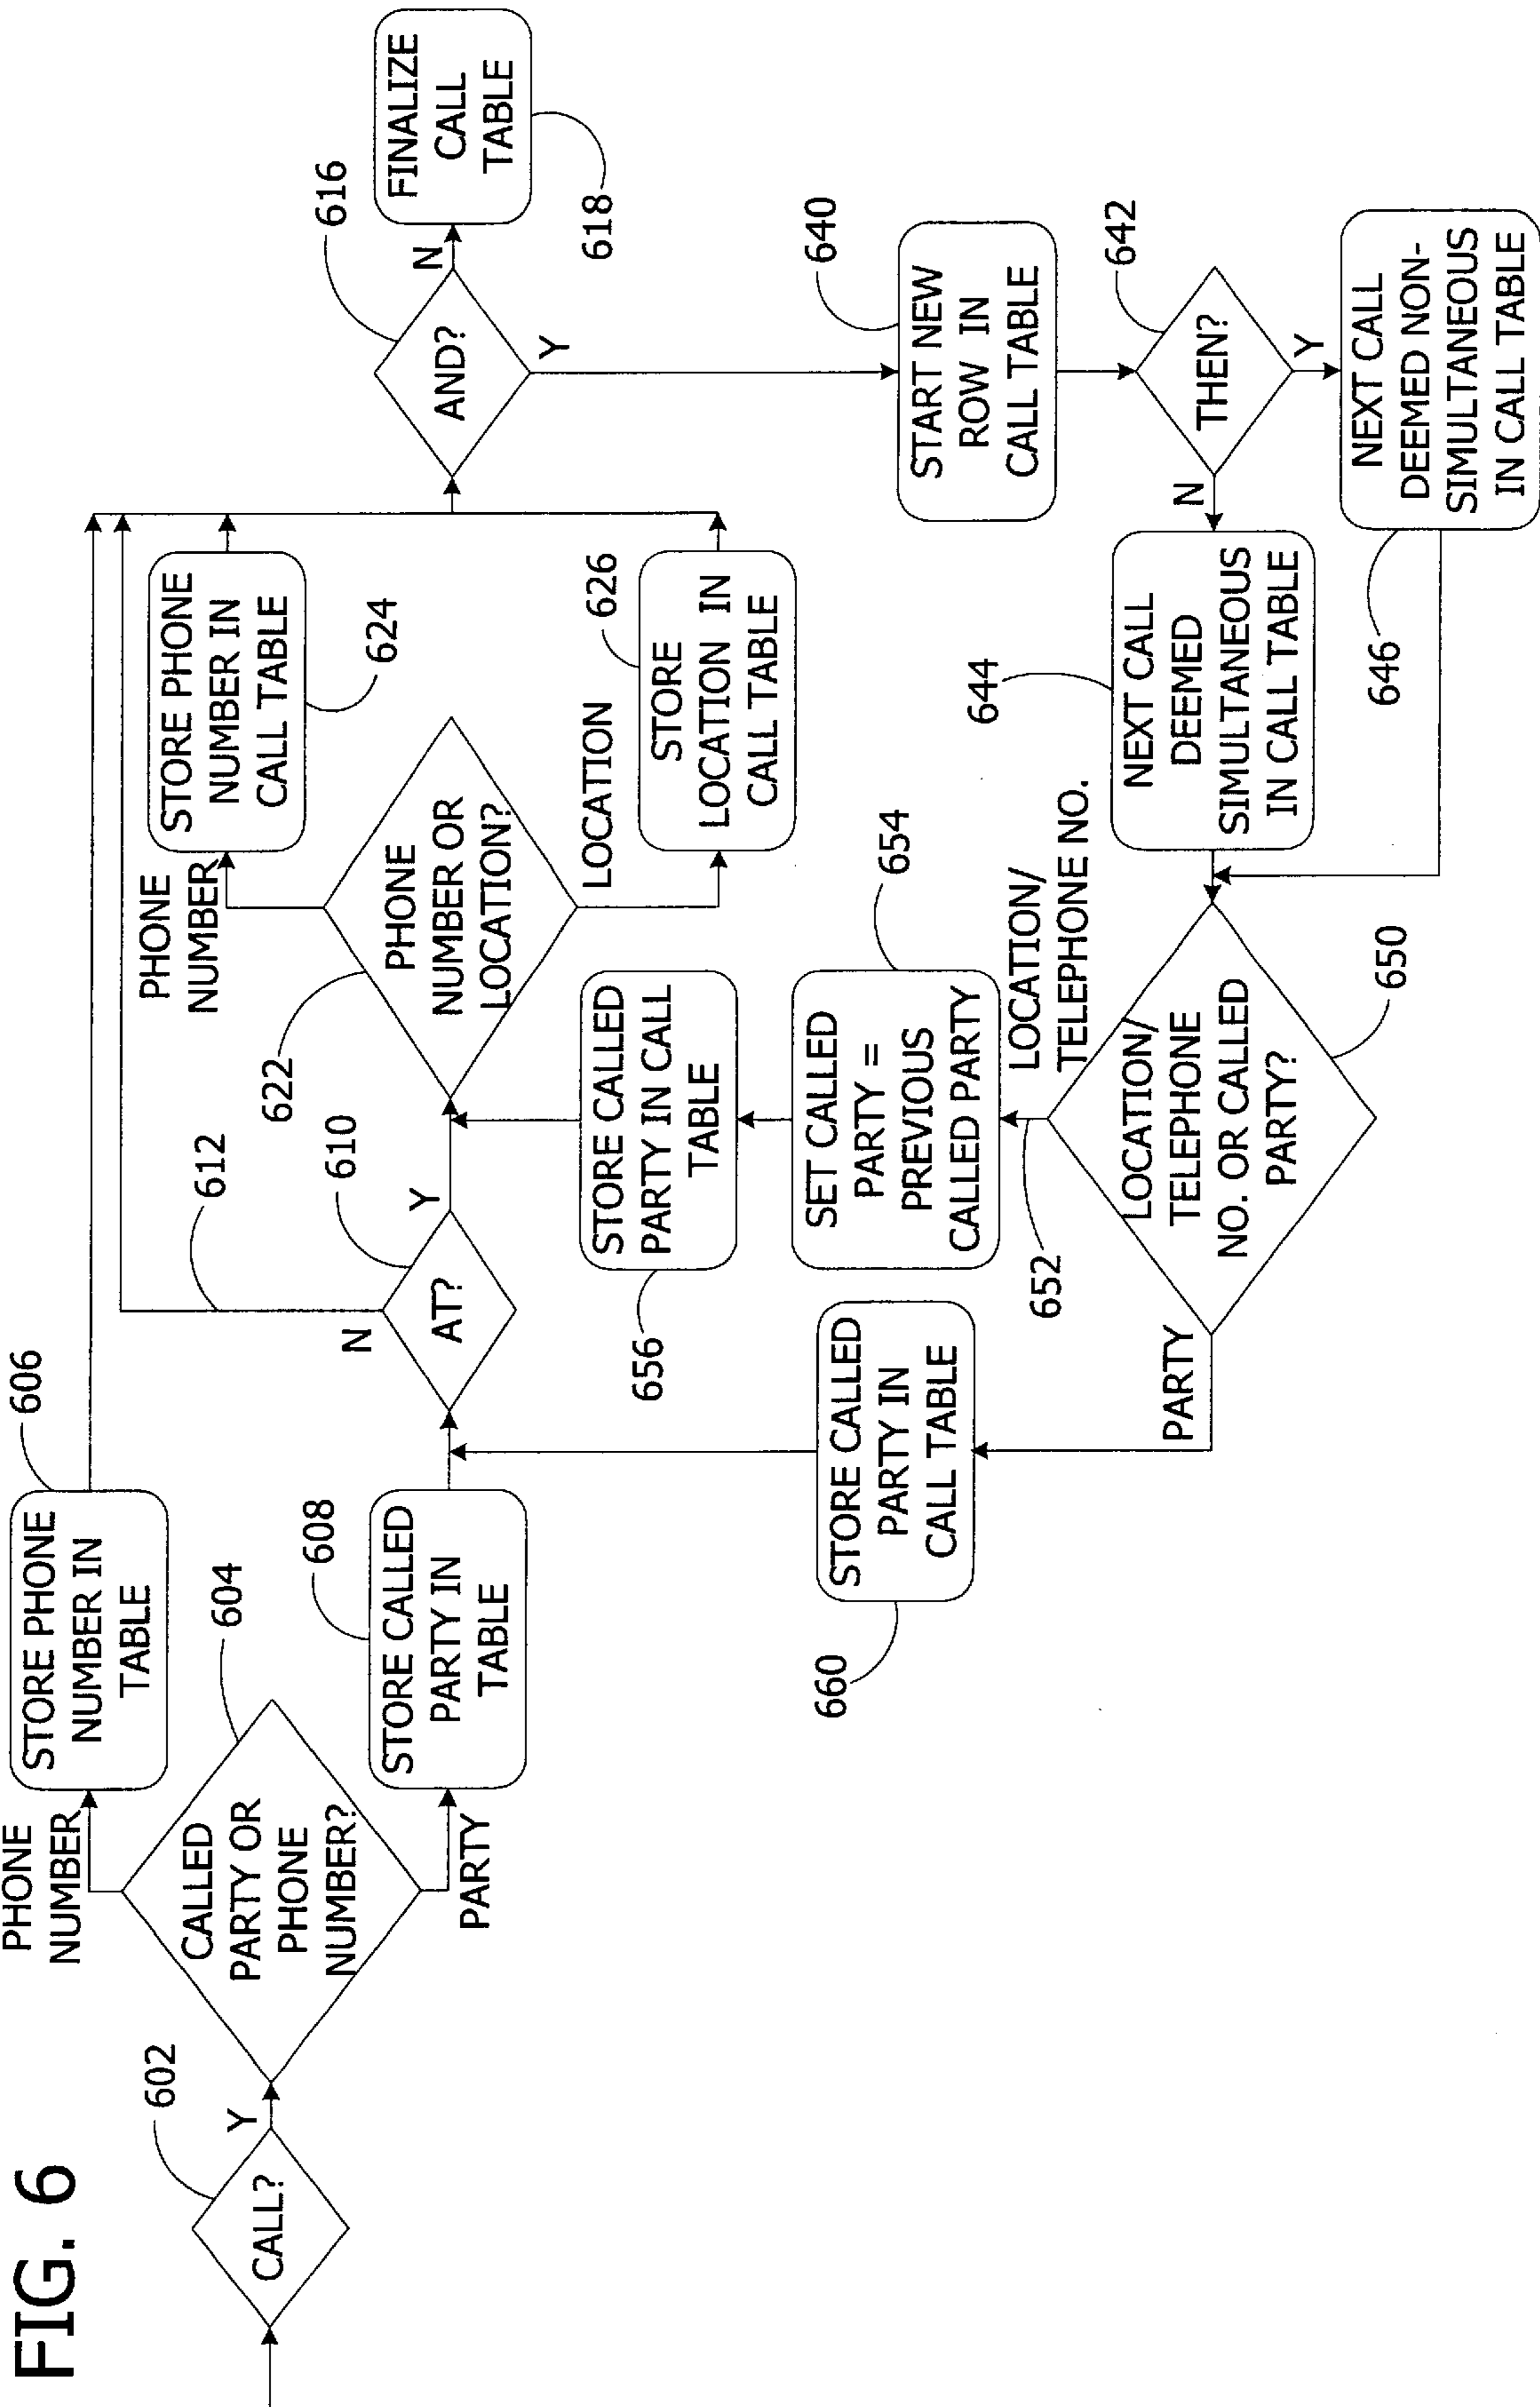 FIG. 6
CALL?
602
Y
CALLED
PARTY OR
PHONE
NUMBER?
604
PHONE
NUMBER
STORE PHONE
NUMBER IN
TABLE
606
PARTY
STORE CALLED
PARTY IN
TABLE
608
AT?
610
N
612
Y
PHONE
NUMBER OR
LOCATION?
622
PHONE
NUMBER
STORE PHONE
NUMBER IN
CALL TABLE
624
LOCATION
STORE
LOCATION IN
CALL TABLE
626
AND?
616
N
FINALIZE
CALL
TABLE
618
Y
START NEW
ROW IN
CALL TABLE
640
THEN?
642
N
NEXT CALL
DEEMED
SIMULTANEOUS
IN CALL TABLE
644
Y
NEXT CALL
DEEMED NON-
SIMULTANEOUS
IN CALL TABLE
646
LOCATION/
TELEPHONE
NO. OR CALLED
PARTY?
650
LOCATION/
TELEPHONE NO.
652
SET CALLED
PARTY =
PREVIOUS
CALLED PARTY
654
STORE CALLED
PARTY IN CALL
TABLE
656
PARTY
STORE CALLED
PARTY IN
CALL TABLE
660